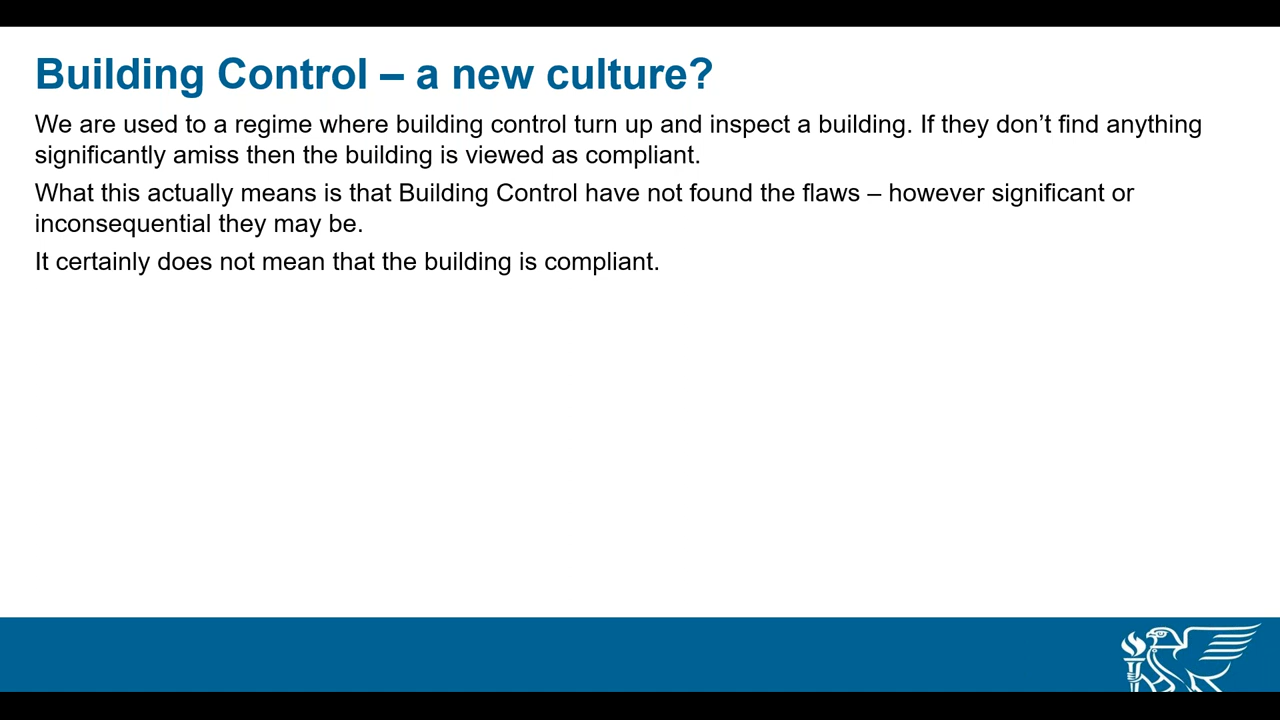 Building Control – a new culture?
We are used to a regime where building control turn up and inspect a building. If they don’t find anything
significantly amiss then the building is viewed as compliant.
What this actually means is that Building Control have not found the flaws – however significant or
inconsequential they may be.
It certainly does not mean that the building is compliant.